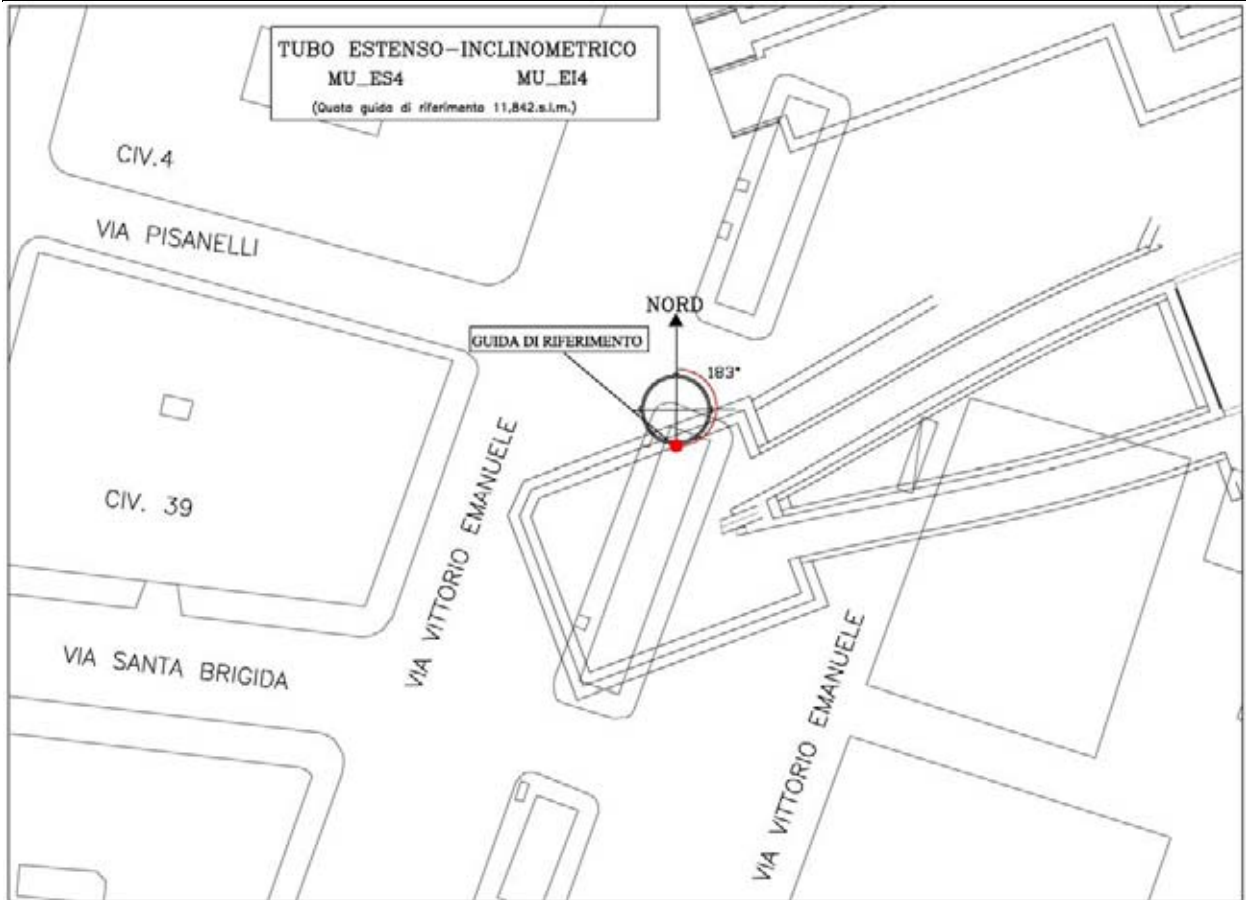 TUBO ESTENSO-INCLINOMETRICO
MU_ES4 MU_EI4
(Quota guida di riferimento 11,842.s.l.m.)
CIV.4
VIA PISANELLI
NORD
GUIDA DI RIFERIMENTO
183°
CIV. 39
VIA VITTORIO EMANUELE
VIA SANTA BRIGIDA
VIA VITTORIO EMANUELE